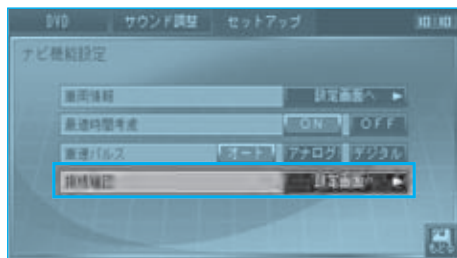 DVD サウンド調整 セットアップ 10:10
ナビ機能設定
車両情報 設定画面へ
最適時間考慮 ON OFF
車速パルス オート アナログ デジタル
接続確認 設定画面へ
もどる